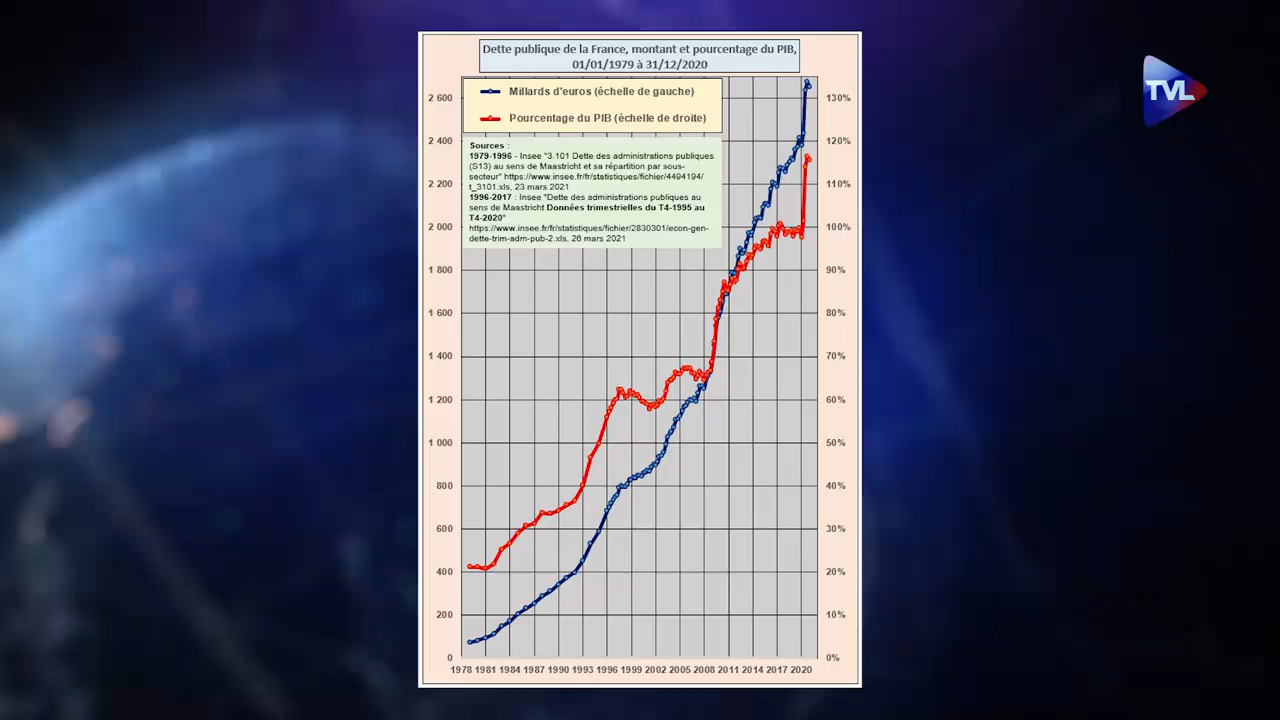 Dette publique de la France, montant et pourcentage du PIB,
01/01/1979 à 31/12/2020
TVL
Millards d'euros (échelle de gauche)
Pourcentage du PIB (échelle de droite)
Sources :
1979-1996 - Insee "3.101 Dette des administrations publiques
(S13) au sens de Maastricht et sa répartition par sous-
secteur" https://www.insee.fr/fr/statistiques/fichier/4494194/
t_3101.xls, 23 mars 2021
1996-2017 : Insee "Dette des administrations publiques au
sens de Maastricht Données trimestrielles du T4-1995 au
T4-2020"
https://www.insee.fr/fr/statistiques/fichier/2830301/econ-gen-
dette-trim-adm-pub-2.xls, 26 mars 2021
2 600
2 400
2 200
2 000
1 800
1 600
1 400
1 200
1 000
800
600
400
200
0
130%
120%
110%
100%
90%
80%
70%
60%
50%
40%
30%
20%
10%
0%
1978 1981 1984 1987 1990 1993 1996 1999 2002 2005 2008 2011 2014 2017 2020